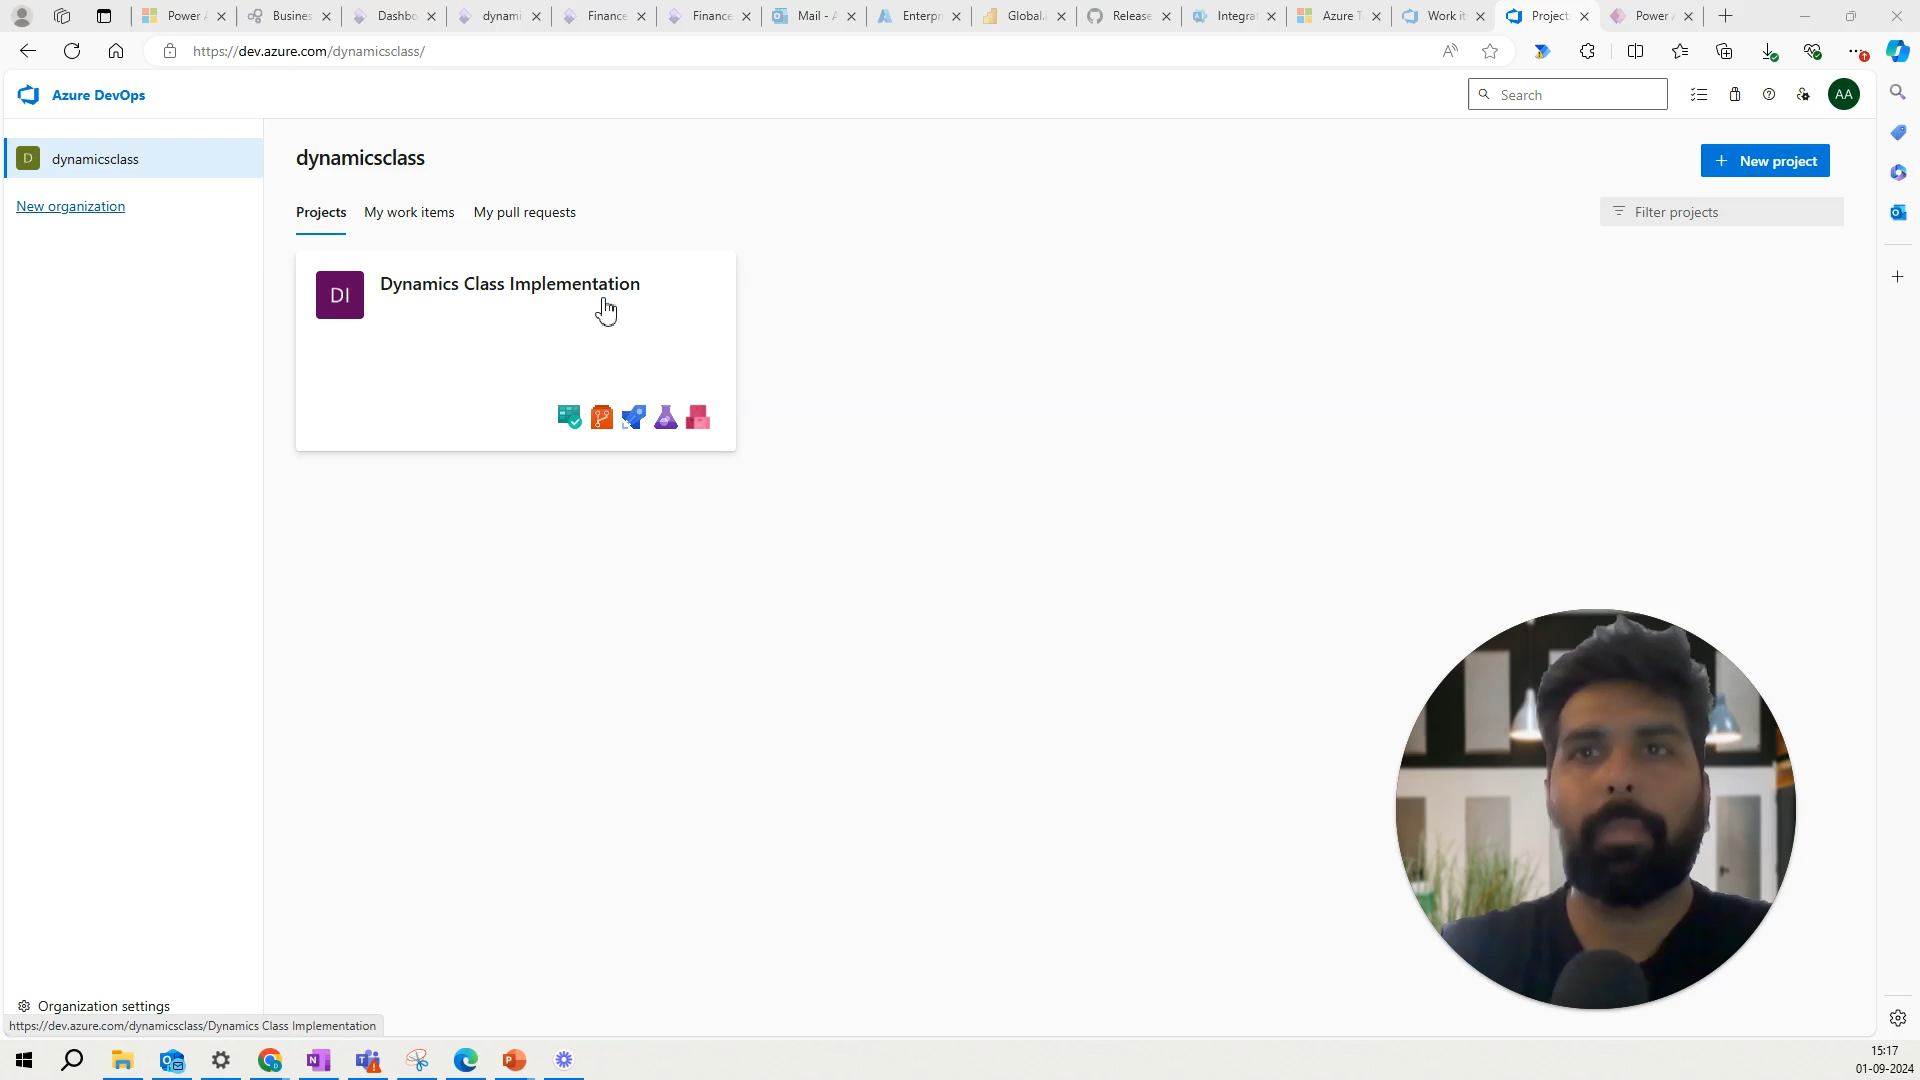 Power A
Busines
Dashbo
dynami
Finance
Finance
Mail - A
Enterpr
Global.
Release
Integrat
Azure T
Work it
Project
Power A
https://dev.azure.com/dynamicsclass/
Azure DevOps
Search
AA
D dynamicsclass
New organization
dynamicsclass
New project
Projects My work items My pull requests
Filter projects
DI Dynamics Class Implementation
Organization settings
https://dev.azure.com/dynamicsclass/Dynamics Class Implementation
15:17
01-09-2024